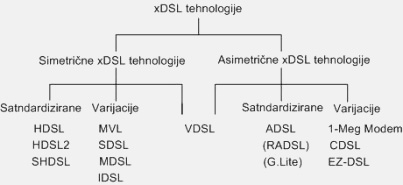 xDSL tehnologije
Simetrične xDSL tehnologije Asimetrične xDSL tehnologije
Satndardizirane Varijacije Satndardizirane Varijacije
HDSL MVL VDSL ADSL 1-Meg Modem
HDSL2 SDSL (RADSL) CDSL
SHDSL MDSL (G.Lite) EZ-DSL
IDSL